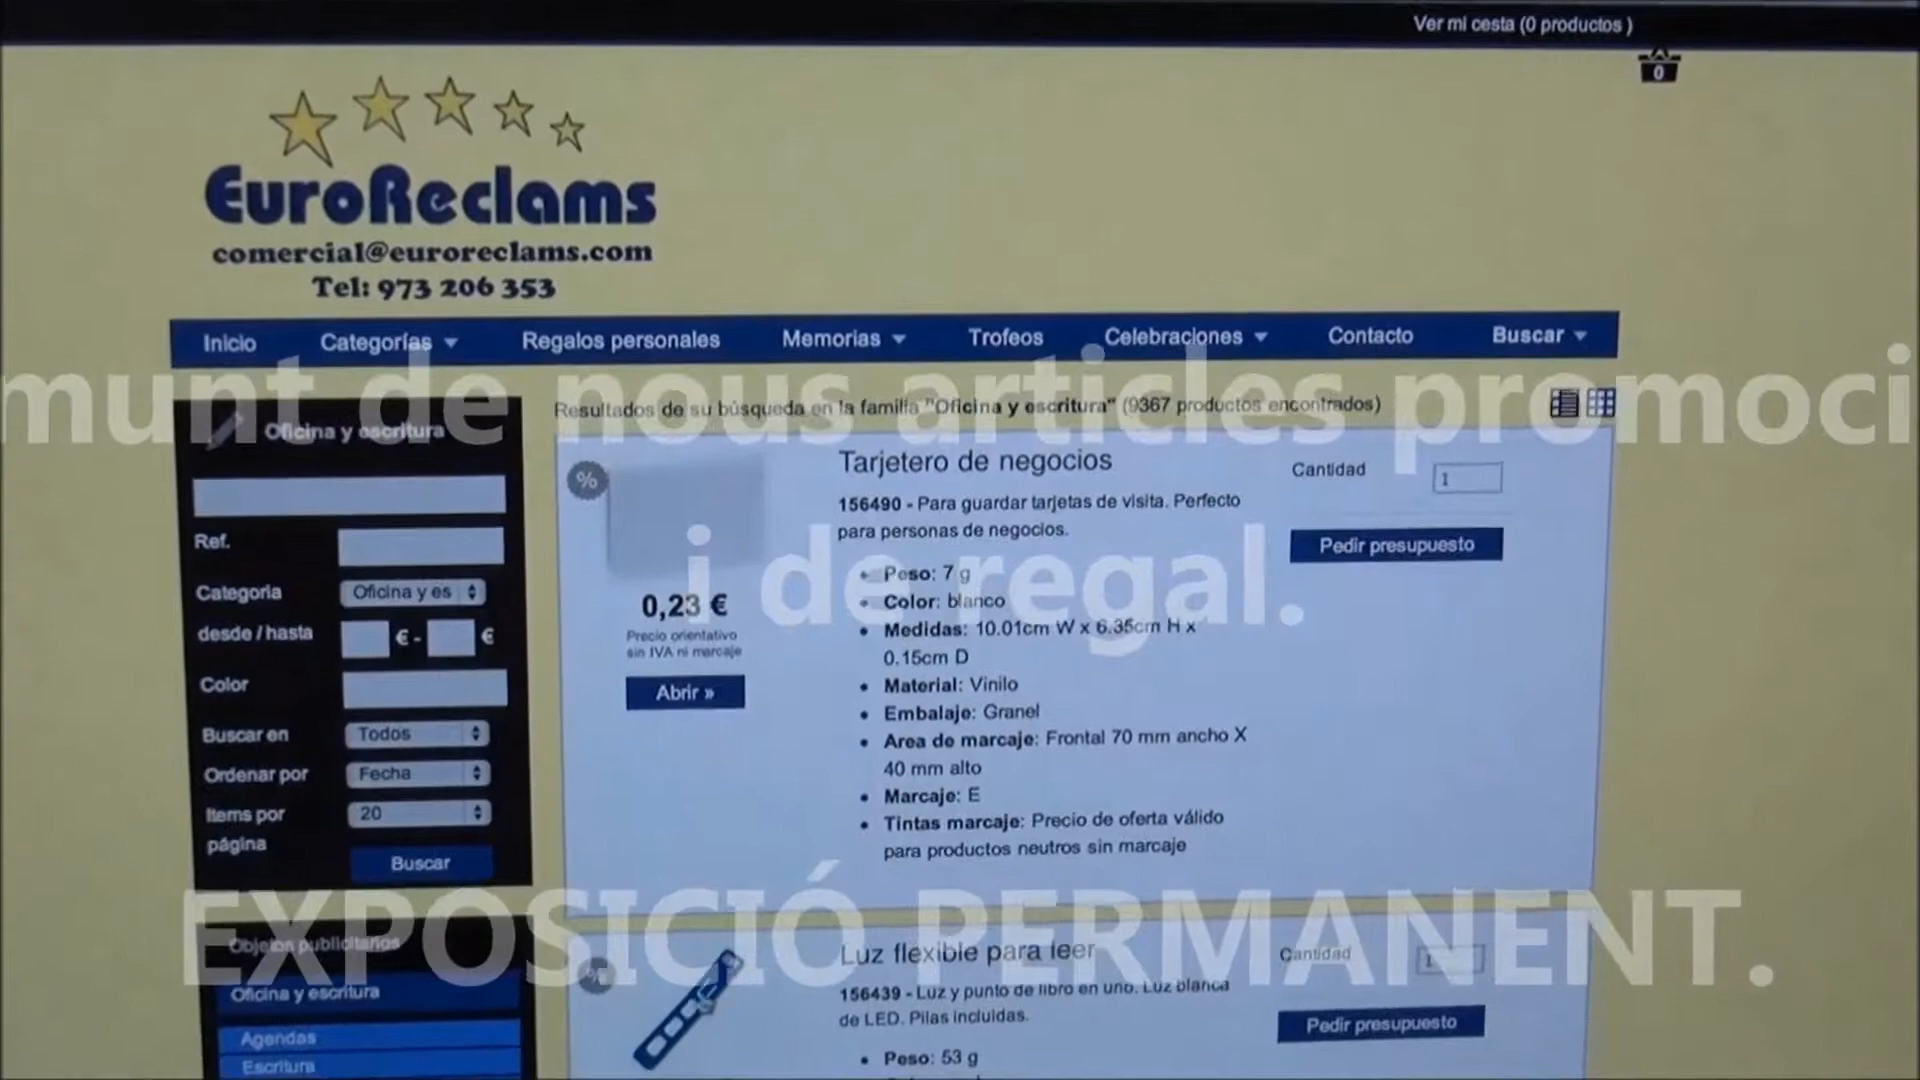 Ver mi cesta (0 productos )
0
EuroReclams
comercial@euroreclams.com
Tel: 973 206 353
Inicio Categorías Regalos personales Memorias Trofeos Celebraciones Contacto Buscar
munt de nous articles promoci
i de regal.
EXPOSICIÓ PERMANENT.
Oficina y escritura
Ref.
Categoria Oficina y es
desde / hasta € - €
Color
Buscar en Todos
Ordenar por Fecha
Items por 20
página
Buscar
Objetos publicitarios
Oficina y escritura
Agendas
Escritura
Resultados de su búsqueda en la familia "Oficina y escritura" (9367 productos encontrados)
%
0,23 €
Precio orientativo
sin IVA ni marcaje
Abrir »
Tarjetero de negocios
156490 - Para guardar tarjetas de visita. Perfecto
para personas de negocios.
• Peso: 7 g
• Color: blanco
• Medidas: 10.01cm W x 6.35cm H x
0.15cm D
• Material: Vinilo
• Embalaje: Granel
• Area de marcaje: Frontal 70 mm ancho X
40 mm alto
• Marcaje: E
• Tintas marcaje: Precio de oferta válido
para productos neutros sin marcaje
Cantidad 1
Pedir presupuesto
%
Luz flexible para leer
156439 - Luz y punto de libro en uno. Luz blanca
de LED. Pilas incluidas.
• Peso: 53 g
Cantidad 1
Pedir presupuesto